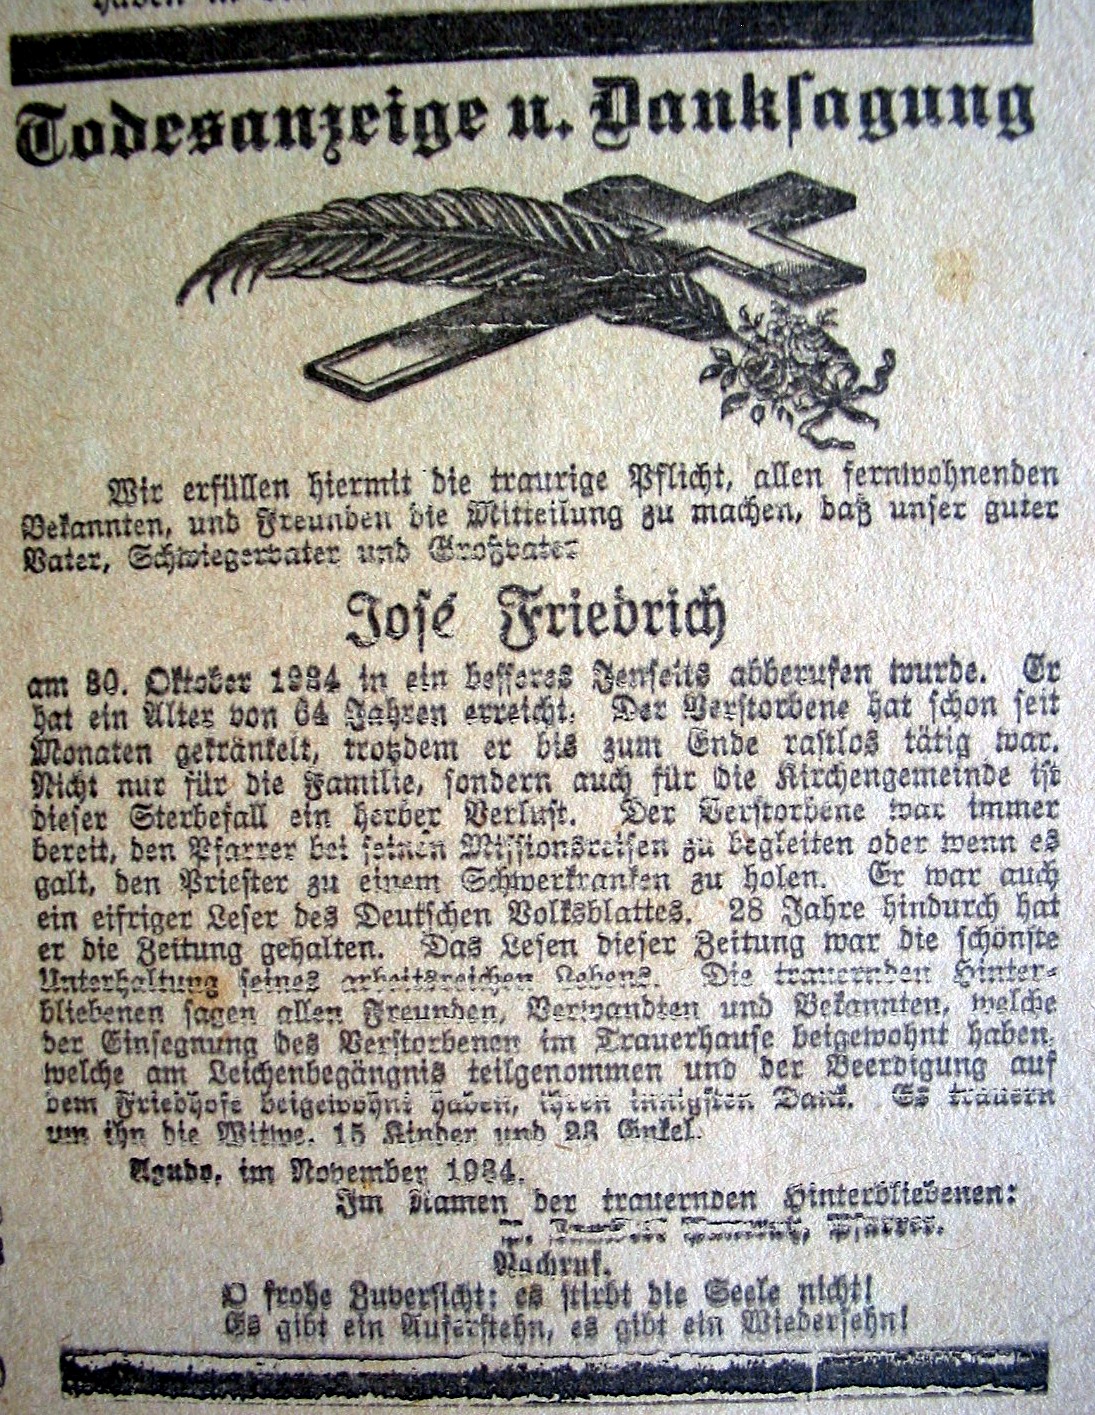 Todesanzeige u. Danksagung
Wir erfüllen hiermit die traurige Pflicht, allen fernwohnenden
Bekannten, und Freunden die Mitteilung zu machen, daß unser guter
Vater, Schwiegervater und Großvater
José Friedrich
am 30. Oktober 1934 in ein besseres Jenseits abberufen wurde. Er
hat ein Alter von 64 Jahren erreicht. Der Verstorbene hat schon seit
Monaten gekränkelt, trotzdem er bis zum Ende rastlos tätig war.
Nicht nur für die Familie, sondern auch für die Kirchengemeinde ist
dieser Sterbefall ein herber Verlust. Der Verstorbene war immer
bereit, den Pfarrer bei seinen Missionsreisen zu begleiten oder wenn es
galt, den Priester zu einem Schwerkranken zu holen. Er war auch
ein eifriger Leser des Deutschen Volksblattes. 28 Jahre hindurch hat
er die Zeitung gehalten. Das Lesen dieser Zeitung war die schönste
Unterhaltung seines arbeitsreichen Lebens. Die trauernden Hinter-
bliebenen sagen allen Freunden, Verwandten und Bekannten, welche
der Einsegnung des Verstorbenen im Trauerhause beigewohnt haben,
welche am Leichenbegängnis teilgenommen und der Beerdigung auf
dem Friedhofe beigewohnt haben, ihren innigsten Dank. Es trauern
um ihn die Witwe, 15 Kinder und 28 Enkel.
Agudo, im November 1934.
Im Namen der trauernden Hinterbliebenen:
Pfarrer.
Nachruf.
O frohe Zuversicht: es stirbt die Seele nicht!
Es gibt ein Auferstehn, es gibt ein Wiedersehn!